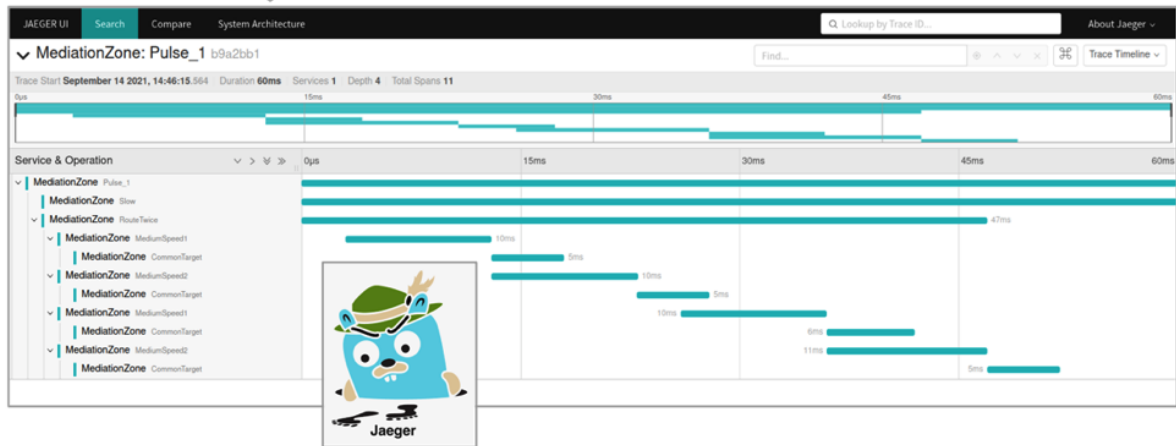 JAEGER UI Search Compare System Architecture Lookup by Trace ID... About Jaeger
MediationZone: Pulse_1 b9a2bb1 Find... Trace Timeline
Trace Start September 14 2021, 14:46:15.564 Duration 60ms Services 1 Depth 4 Total Spans 11
0μs 15ms 30ms 45ms 60ms
Service & Operation 0μs 15ms 30ms 45ms 60ms
MediationZone Pulse_1
MediationZone Slow
MediationZone RouteTwice 47ms
MediationZone MediumSpeed1 10ms
MediationZone CommonTarget 5ms
MediationZone MediumSpeed2 10ms
MediationZone CommonTarget 5ms
MediationZone MediumSpeed1 10ms
MediationZone CommonTarget 6ms
MediationZone MediumSpeed2 11ms
MediationZone CommonTarget 5ms
Jaeger